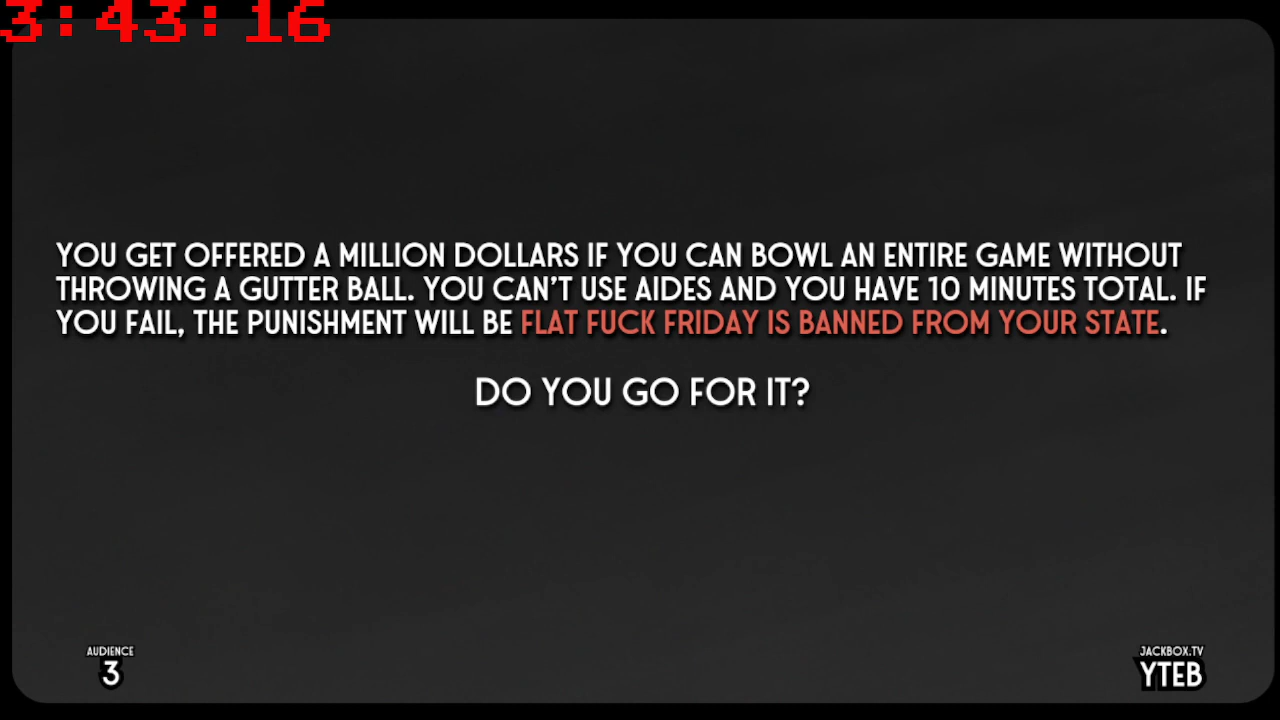 3:43:16
YOU GET OFFERED A MILLION DOLLARS IF YOU CAN BOWL AN ENTIRE GAME WITHOUT
THROWING A GUTTER BALL. YOU CAN'T USE AIDES AND YOU HAVE 10 MINUTES TOTAL. IF
YOU FAIL, THE PUNISHMENT WILL BE FLAT FUCK FRIDAY IS BANNED FROM YOUR STATE.
DO YOU GO FOR IT?
AUDIENCE
3
JACKBOX.TV
YTEB